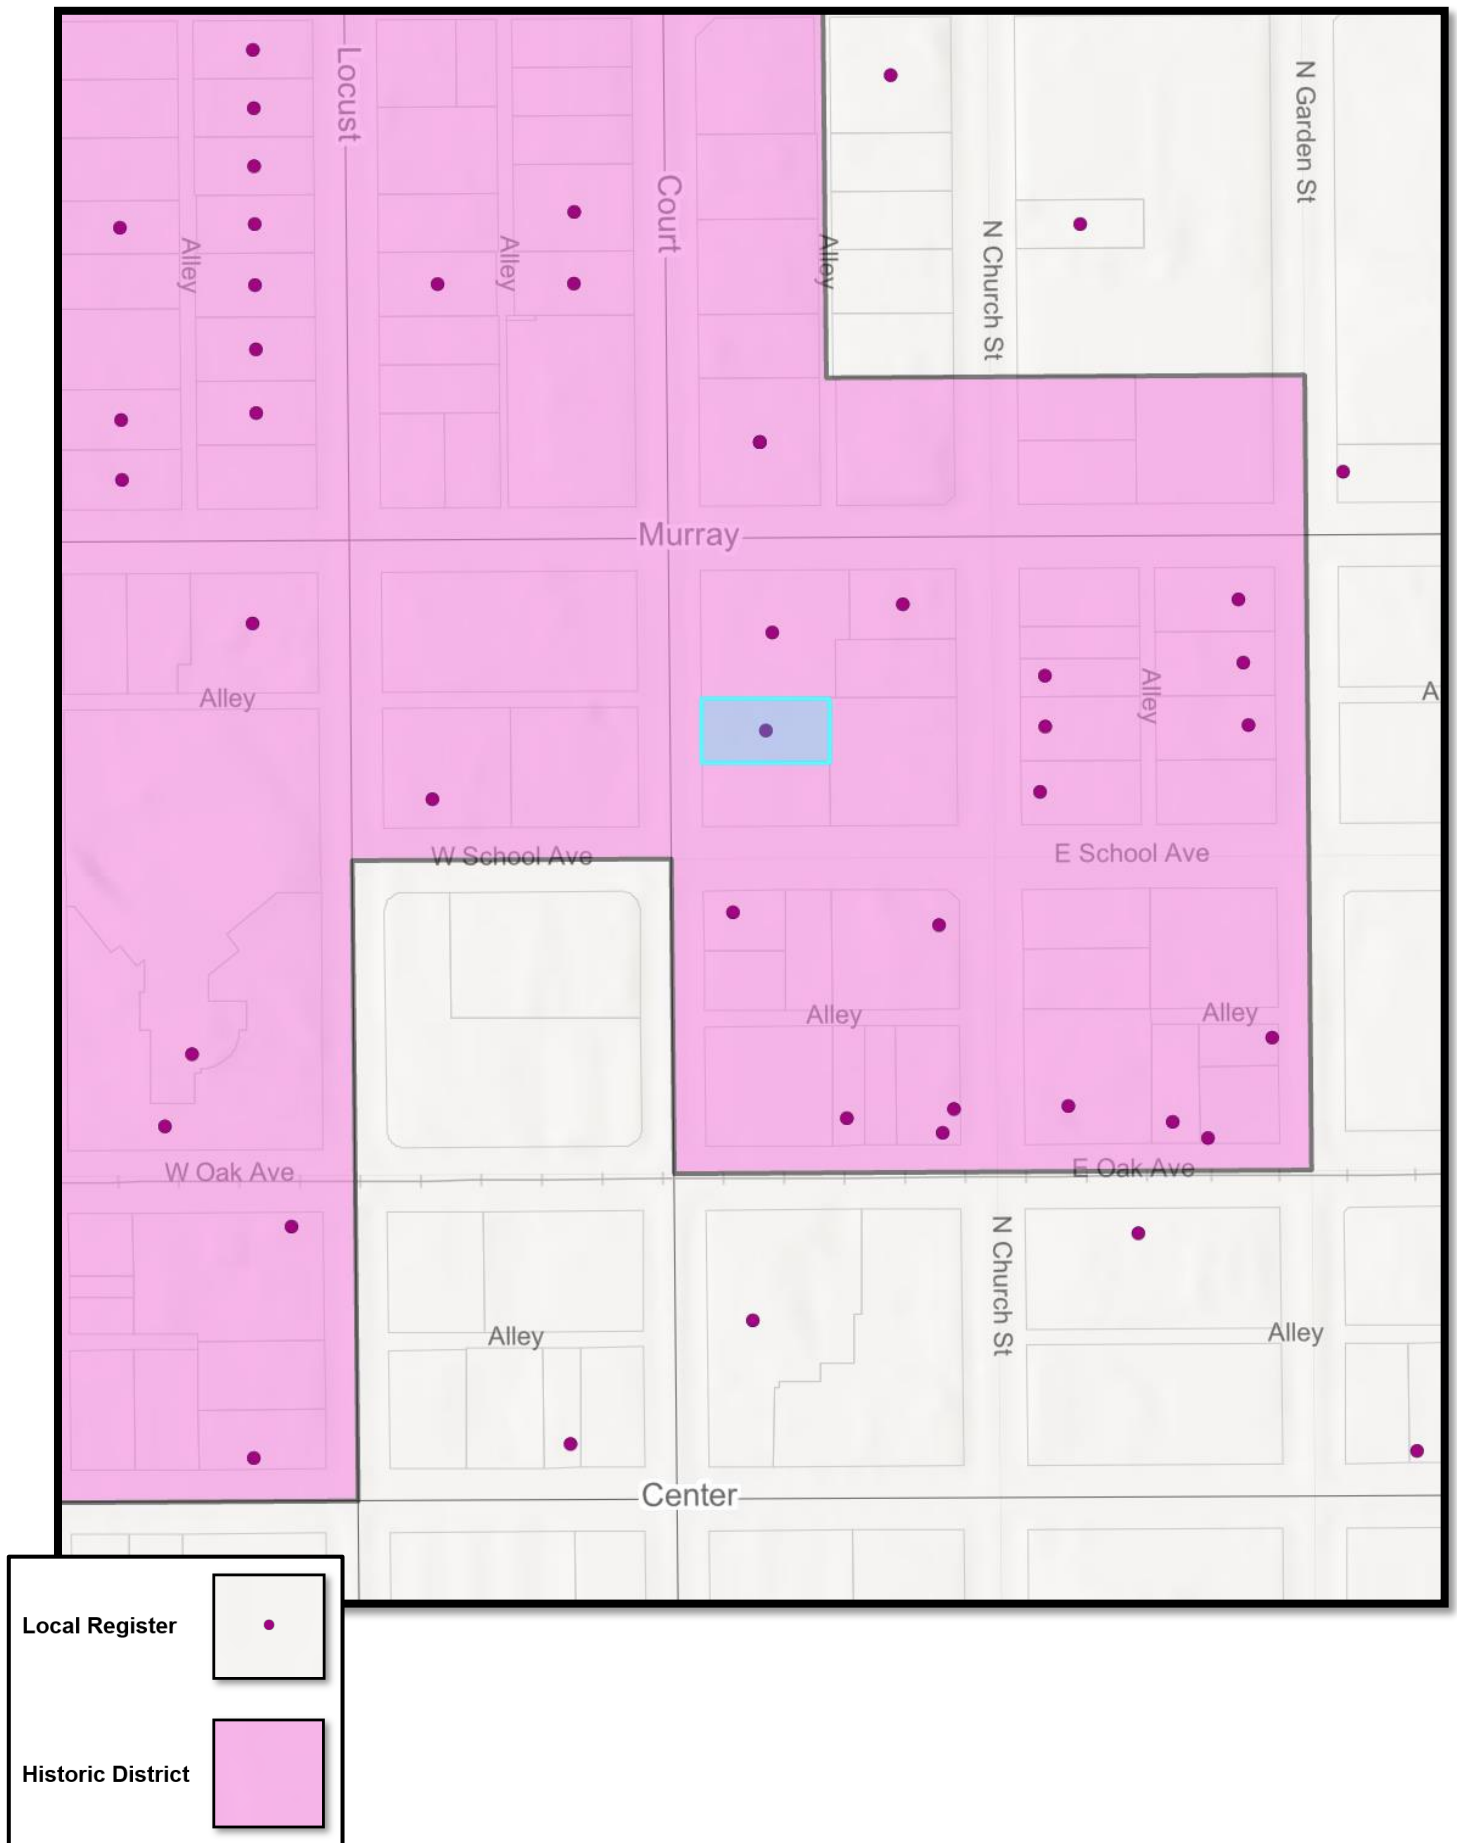 Locust
Court
N Garden St
N Church St
Alley
Alley
Alley
Murray
Alley
Alley
A
W School Ave
E School Ave
Alley
Alley
W Oak Ave
E Oak Ave
N Church St
Alley
Alley
Center
Local Register
Historic District